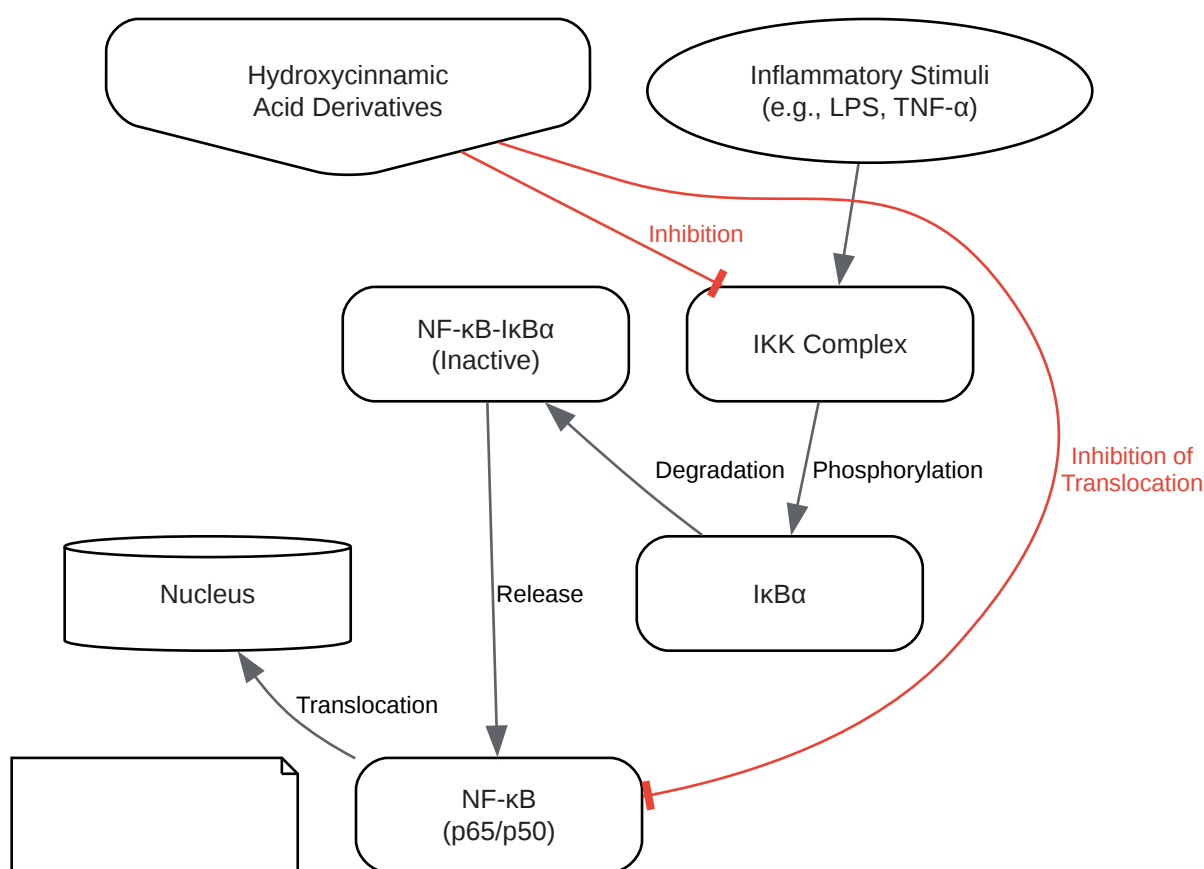 Hydroxycinnamic
Acid Derivatives
Inflammatory Stimuli
(e.g., LPS, TNF-α)
Inhibition
NF-κB-IκBα
(Inactive)
IKK Complex
Inhibition of
Translocation
Degradation
Phosphorylation
Nucleus
Release
IκBα
Translocation
NF-κB
(p65/p50)